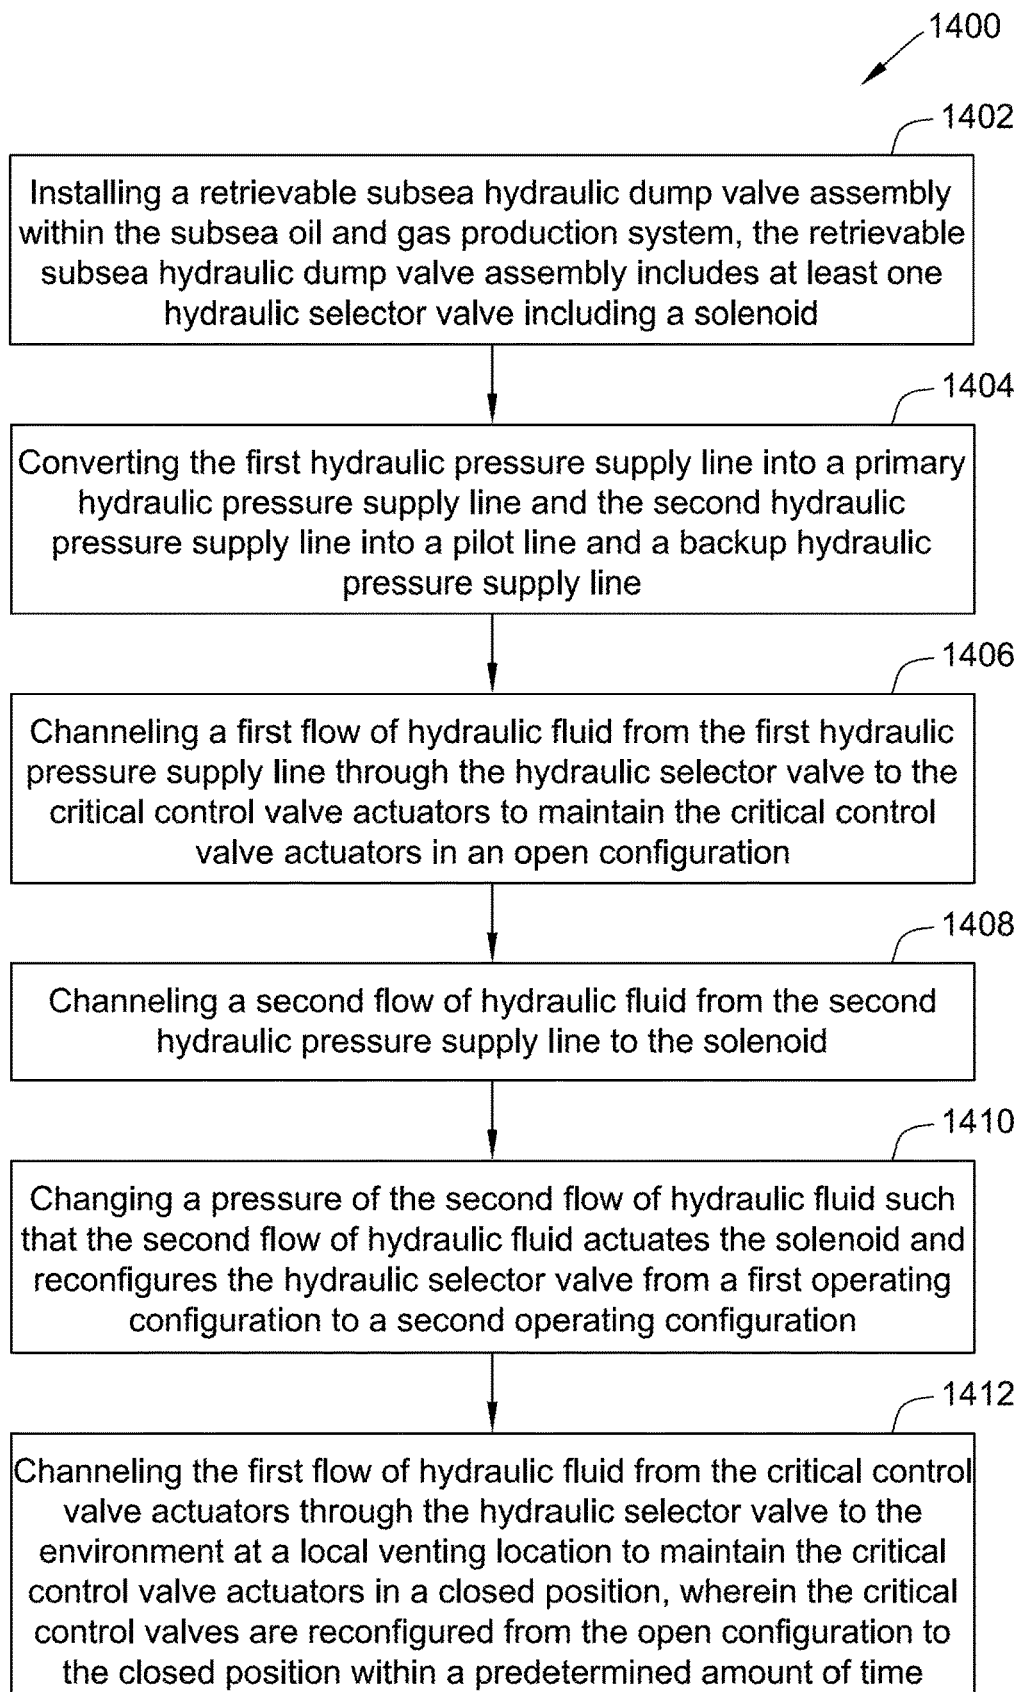 1400
1402
Installing a retrievable subsea hydraulic dump valve assembly
within the subsea oil and gas production system, the retrievable
subsea hydraulic dump valve assembly includes at least one
hydraulic selector valve including a solenoid
1404
Converting the first hydraulic pressure supply line into a primary
hydraulic pressure supply line and the second hydraulic
pressure supply line into a pilot line and a backup hydraulic
pressure supply line
1406
Channeling a first flow of hydraulic fluid from the first hydraulic
pressure supply line through the hydraulic selector valve to the
critical control valve actuators to maintain the critical control
valve actuators in an open configuration
1408
Channeling a second flow of hydraulic fluid from the second
hydraulic pressure supply line to the solenoid
1410
Changing a pressure of the second flow of hydraulic fluid such
that the second flow of hydraulic fluid actuates the solenoid and
reconfigures the hydraulic selector valve from a first operating
configuration to a second operating configuration
1412
Channeling the first flow of hydraulic fluid from the critical control
valve actuators through the hydraulic selector valve to the
environment at a local venting location to maintain the critical
control valve actuators in a closed position, wherein the critical
control valves are reconfigured from the open configuration to
the closed position within a predetermined amount of time